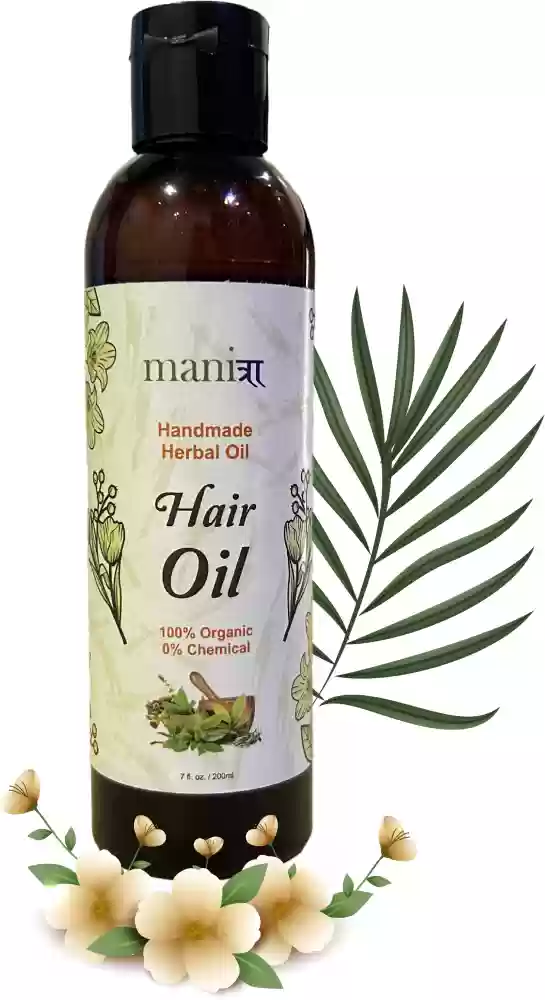 maniत्रा
Handmade
Herbal Oil
Hair
Oil
100% Organic
0% Chemical
7 fl. oz. / 200ml